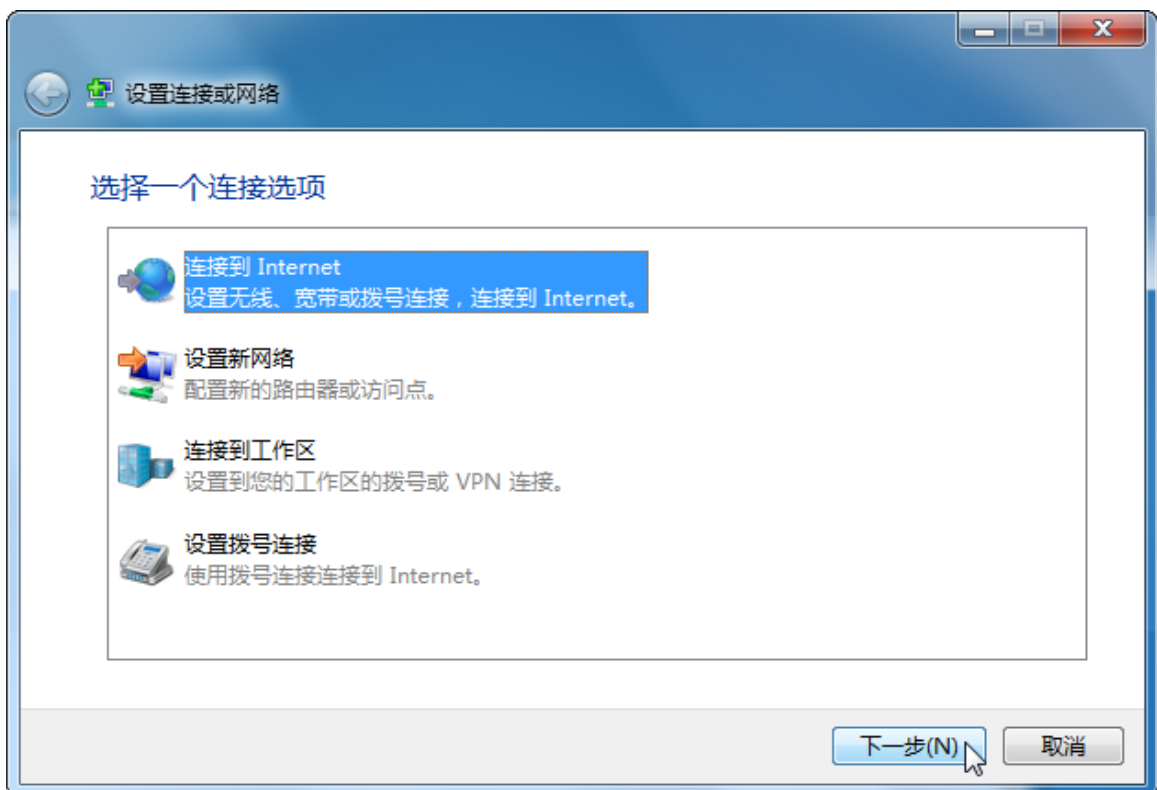 设置连接或网络
选择一个连接选项
连接到 Internet
设置无线、宽带或拨号连接，连接到 Internet。
设置新网络
配置新的路由器或访问点。
连接到工作区
设置到您的工作区的拨号或 VPN 连接。
设置拨号连接
使用拨号连接连接到 Internet。
下一步(N) 取消